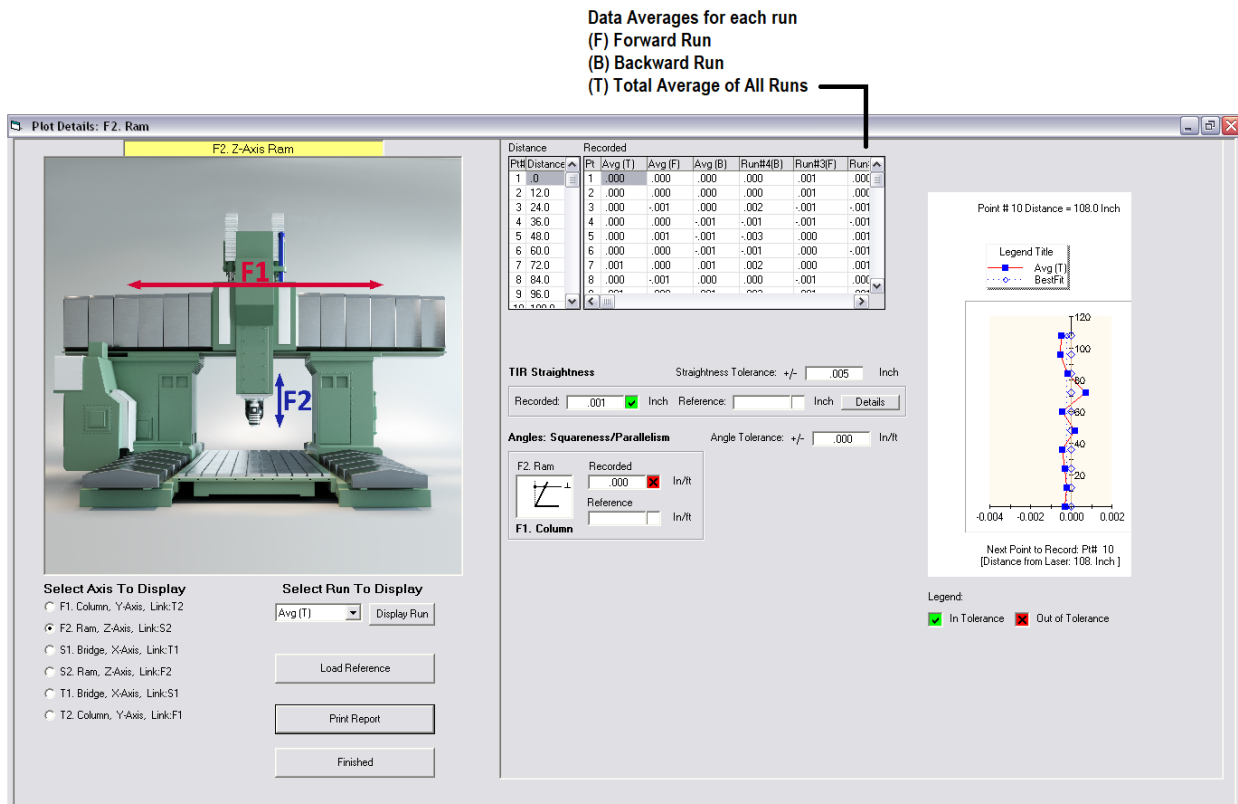 Data Averages for each run
(F) Forward Run
(B) Backward Run
(T) Total Average of All Runs
Plot Details: F2. Ram
F2. Z-Axis Ram
F1
F2
Select Axis To Display
F1. Column, Y-Axis, Link:T2
F2. Ram, Z-Axis, Link:S2
S1. Bridge, X-Axis, Link:T1
S2. Ram, Z-Axis, Link:F2
T1. Bridge, X-Axis, Link:S1
T2. Column, Y-Axis, Link:F1
Select Run To Display
Avg (T)
Display Run
Load Reference
Print Report
Finished
Distance
Pt# Distance
1 .0
2 12.0
3 24.0
4 36.0
5 48.0
6 60.0
7 72.0
8 84.0
9 96.0
Recorded
Pt Avg (T) Avg (F) Avg (B) Run#4(B) Run#3(F)
1 .000 .000 .000 .000 .001 .000
2 .000 .000 .000 .000 .001 .000
3 .000 -.001 .000 .002 -.001 -.001
4 .000 .000 -.001 -.001 .000 -.001
5 .000 .001 -.001 -.003 .000 .001
6 .000 .000 -.001 -.001 .000 -.001
7 .001 .000 .001 .002 .000 .001
8 .000 -.001 .000 .000 .000
TIR Straightness
Straightness Tolerance: +/- .005 Inch
Recorded: .001 Inch Reference: Inch Details
Angles: Squareness/Parallelism
Angle Tolerance: +/- .000 In/ft
F2. Ram
F1. Column
Recorded
.000 In/ft
Reference
In/ft
Point # 10 Distance = 108.0 Inch
Legend Title
Avg (T)
BestFit
120
100
80
60
40
20
-0.004 -0.002 0.000 0.002
Next Point to Record: Pt# 10
[Distance from Laser: 108. Inch ]
Legend:
In Tolerance Out of Tolerance